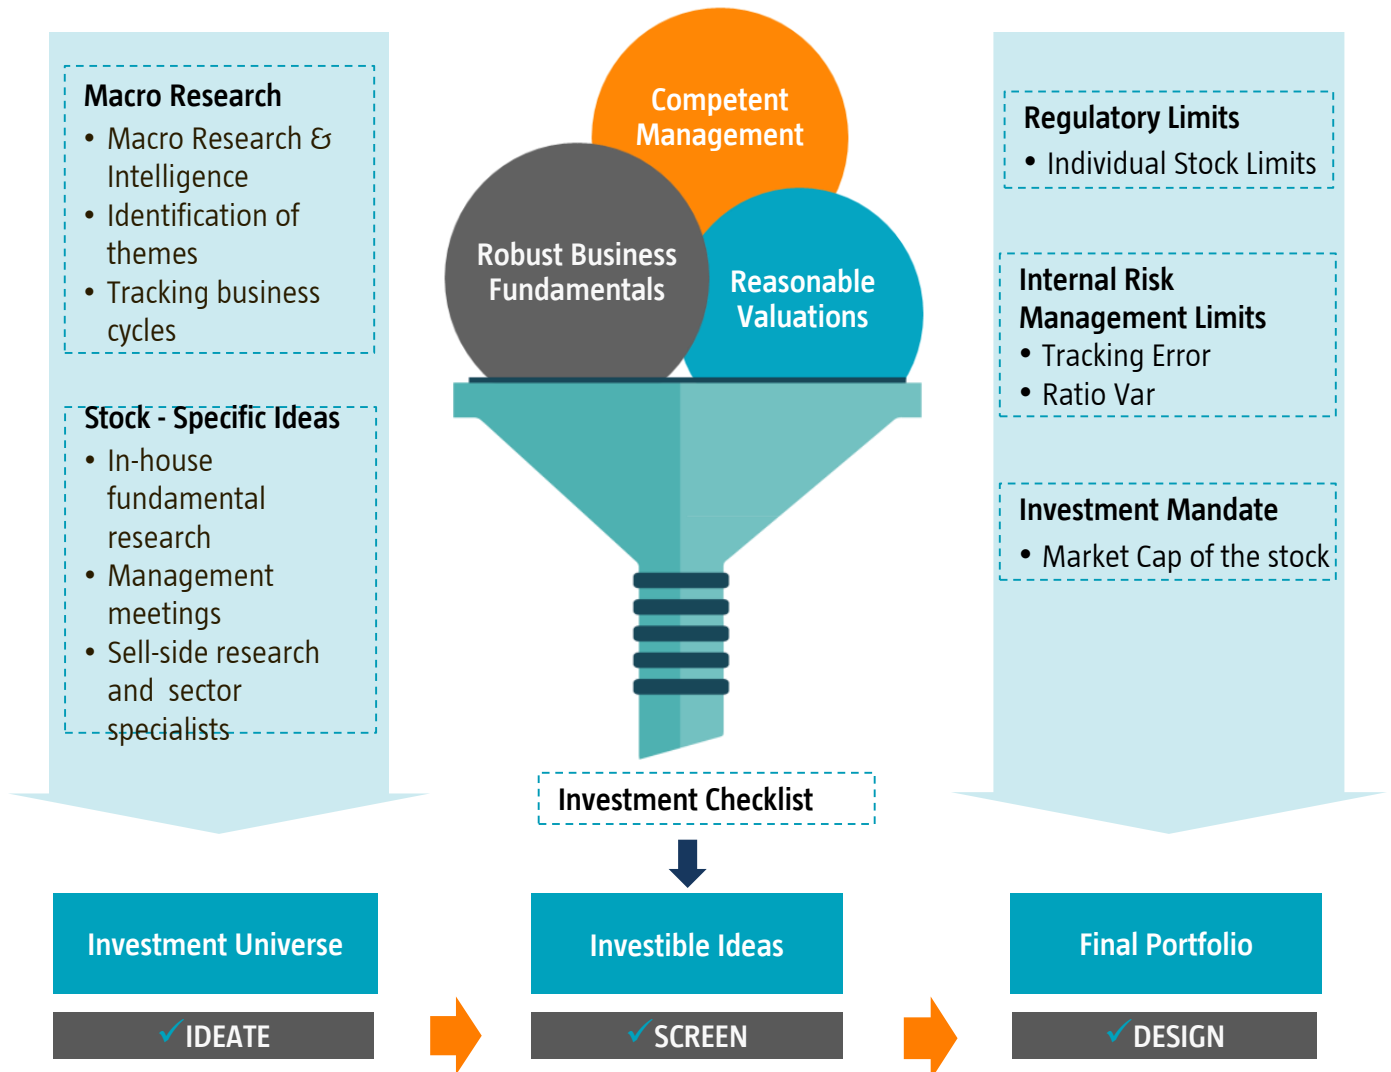 Macro Research
• Macro Research &
Intelligence
• Identification of
themes
• Tracking business
cycles
Stock - Specific Ideas
• In-house
fundamental
research
• Management
meetings
• Sell-side research
and sector
specialists
Competent
Management
Robust Business
Fundamentals
Reasonable
Valuations
Investment Checklist
Regulatory Limits
• Individual Stock Limits
Internal Risk
Management Limits
• Tracking Error
• Ratio Var
Investment Mandate
• Market Cap of the stock
Investment Universe
✓IDEATE
Investible Ideas
✓SCREEN
Final Portfolio
✓DESIGN